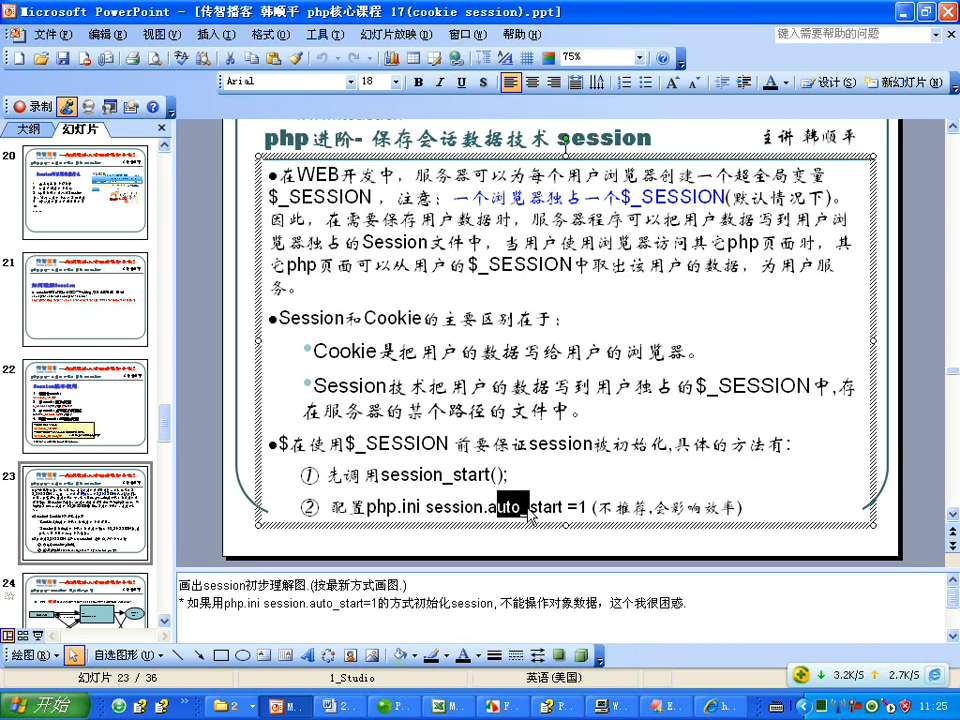 Microsoft PowerPoint - [传智播客 韩顺平 php核心课程 17(cookie session).ppt]
文件(F) 编辑(E) 视图(V) 插入(I) 格式(O) 工具(T) 幻灯片放映(D) 窗口(W) 帮助(H) 键入需要帮助的问题
75%
Arial 18 B I U S A A A 设计(S) 新幻灯片(N)
录制
大纲 幻灯片
php进阶- 保存会话数据技术 session 主讲 韩顺平
●在WEB开发中，服务器可以为每个用户浏览器创建一个超全局变量
$_SESSION ，注意：一个浏览器独占一个$_SESSION(默认情况下)。
因此，在需要保存用户数据时，服务器程序可以把用户数据写到用户浏
览器独占的Session文件中，当用户使用浏览器访问其它php页面时，其
它php页面可以从用户的$_SESSION中取出该用户的数据，为用户服
务。
●Session和Cookie的主要区别在于：
•Cookie是把用户的数据写给用户的浏览器。
•Session技术把用户的数据写到用户独占的$_SESSION中,存
在服务器的某个路径的文件中。
●$在使用$_SESSION 前要保证session被初始化,具体的方法有:
① 先调用session_start();
② 配置php.ini session.auto_start =1 (不推荐,会影响效率)
20
21
如何理解Session
22
Session基本使用
23
24
画出session初步理解图.(按最新方式画图.)
* 如果用php.ini session.auto_start=1的方式初始化session, 不能操作对象数据，这个我很困惑.
绘图(R) 自选图形(U)
幻灯片 23 / 36 1_Studio 英语(美国)
3.2K/S 2.7K/S
开始 2 M... 2... P... M... F... P... W... E... h... 11:25